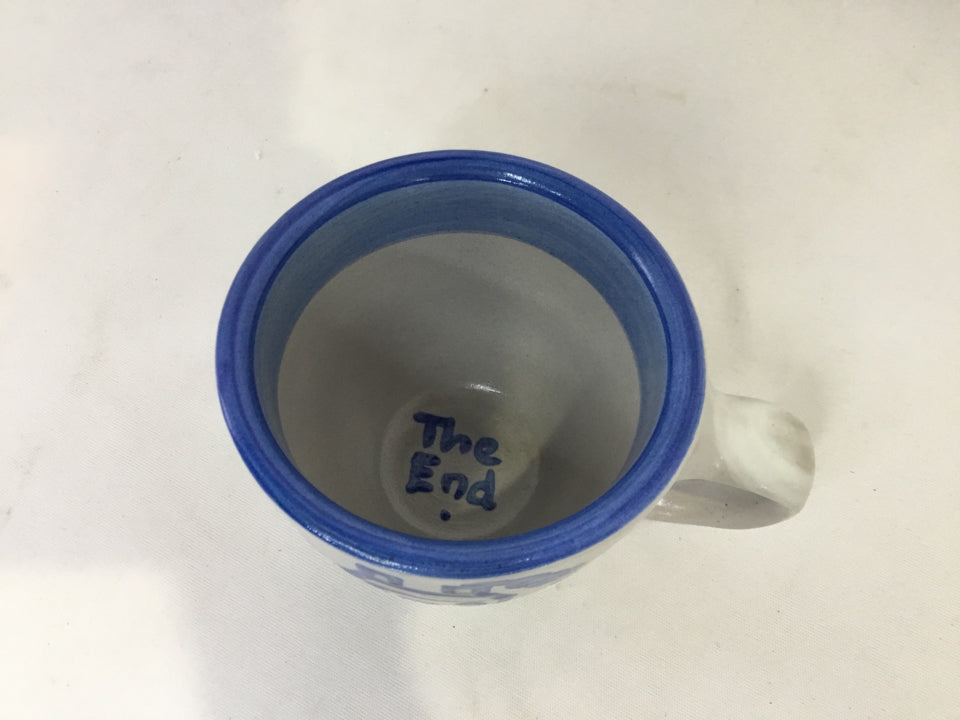 The
End
.